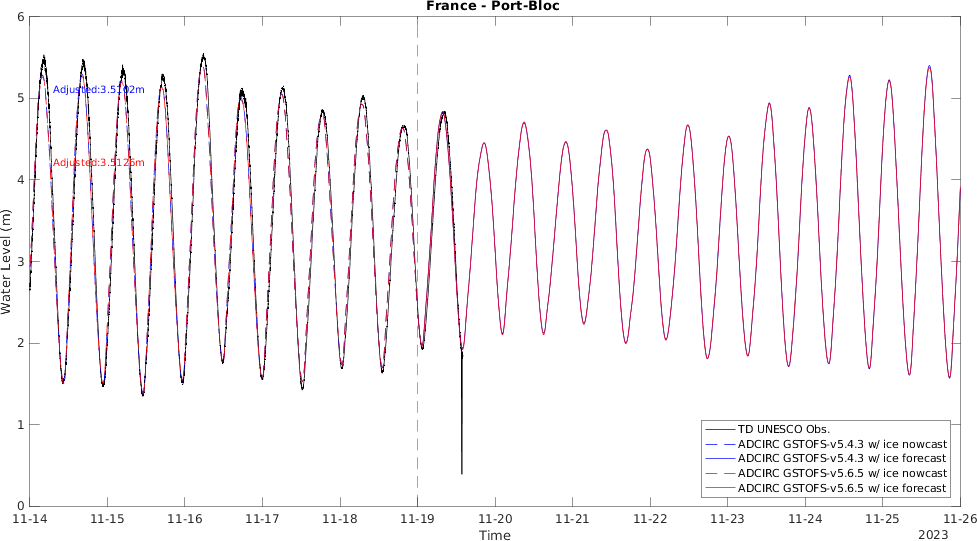 France - Port-Bloc
6
5
4
3
2
1
0
Water Level (m)
Adjusted:3.5102m
Adjusted:3.5126m
TD UNESCO Obs.
ADCIRC GSTOFS-v5.4.3 w/ ice nowcast
ADCIRC GSTOFS-v5.4.3 w/ ice forecast
ADCIRC GSTOFS-v5.6.5 w/ ice nowcast
ADCIRC GSTOFS-v5.6.5 w/ ice forecast
11-14 11-15 11-16 11-17 11-18 11-19 11-20 11-21 11-22 11-23 11-24 11-25 11-26
Time
2023